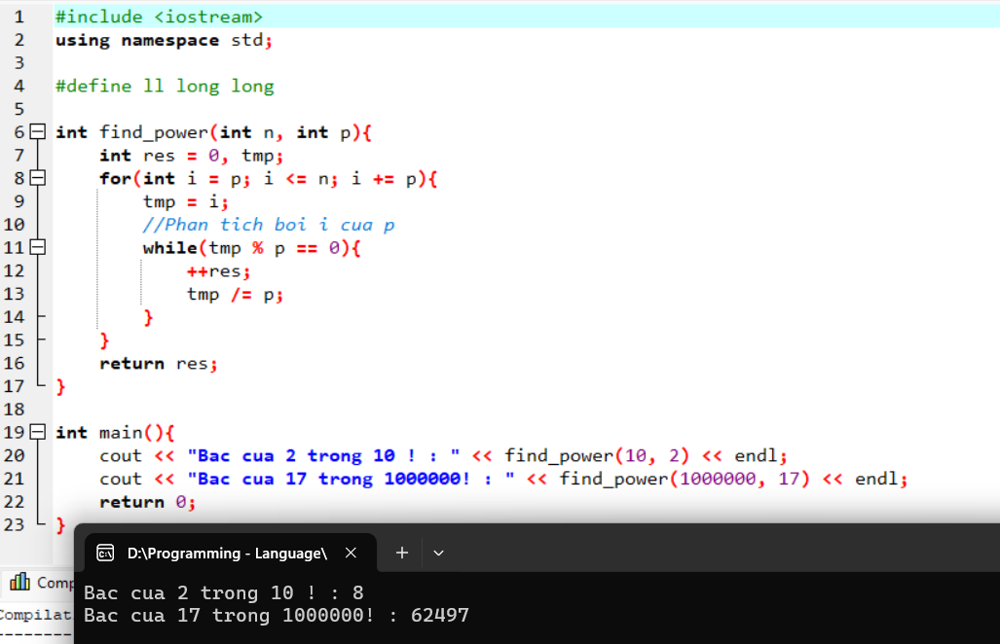 1 #include <iostream>
2 using namespace std;
3
4 #define ll long long
5
6 int find_power(int n, int p){
7 int res = 0, tmp;
8 for(int i = p; i <= n; i += p){
9 tmp = i;
10 //Phan tich boi i cua p
11 while(tmp % p == 0){
12 ++res;
13 tmp /= p;
14 }
15 }
16 return res;
17 }
18
19 int main(){
20 cout << "Bac cua 2 trong 10 ! : " << find_power(10, 2) << endl;
21 cout << "Bac cua 17 trong 1000000! : " << find_power(1000000, 17) << endl;
22 return 0;
23 }
D:\Programming - Language\
Comp
Compilat
Bac cua 2 trong 10 ! : 8
Bac cua 17 trong 1000000! : 62497